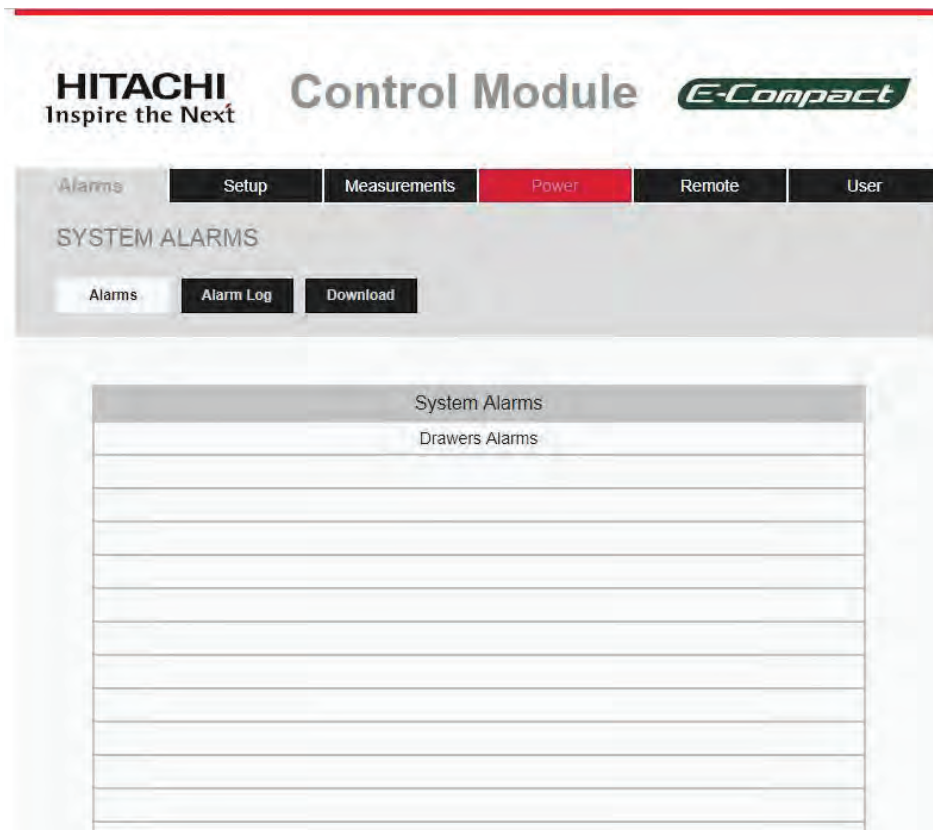 HITACHI
Inspire the Next
Control Module
E-Compact
Alarms Setup Measurements Power Remote User
SYSTEM ALARMS
Alarms Alarm Log Download
System Alarms
Drawers Alarms